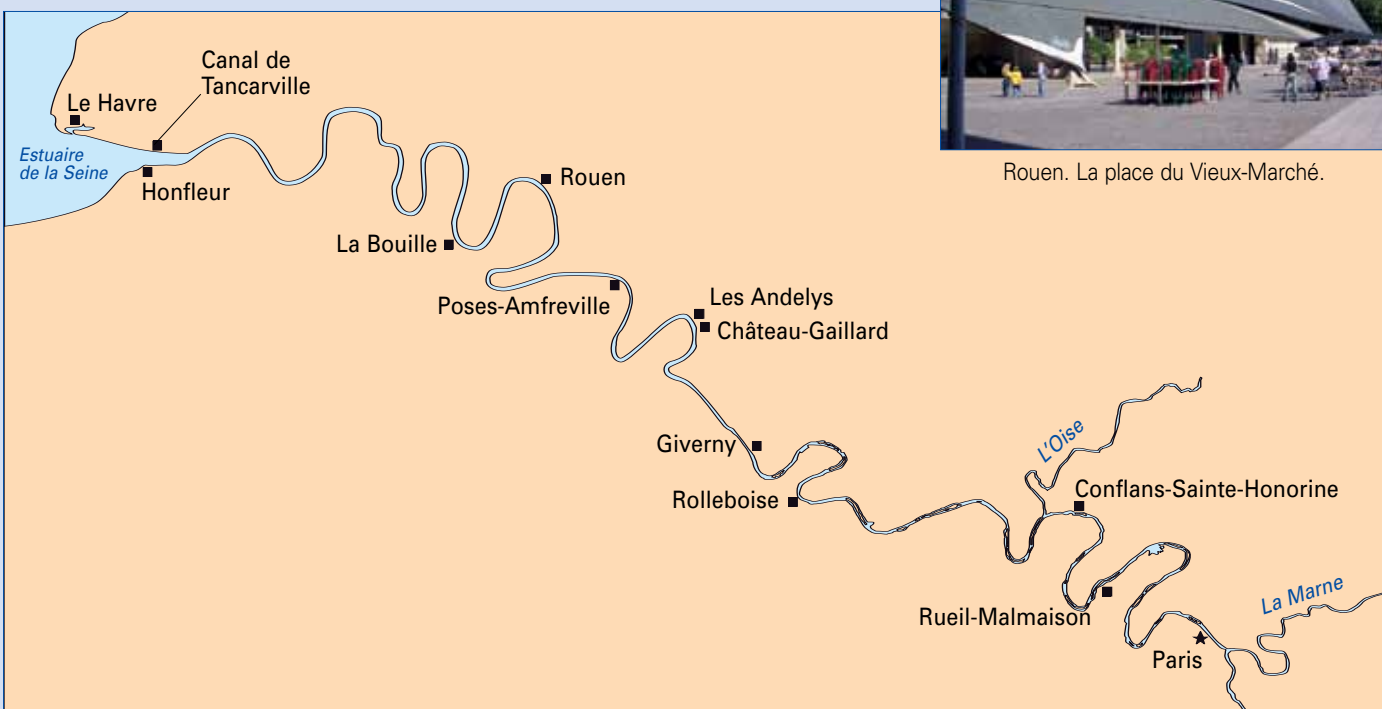 Canal de
Tancarville
Le Havre
Estuaire
de la Seine
Honfleur
Rouen
Rouen. La place du Vieux-Marché.
La Bouille
Poses-Amfreville
Les Andelys
Château-Gaillard
Giverny
Rolleboise
L'Oise
Conflans-Sainte-Honorine
Rueil-Malmaison
La Marne
Paris